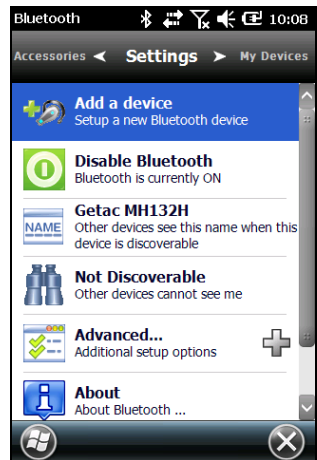 Bluetooth 10:08
Accessories Settings My Devices
Add a device
Setup a new Bluetooth device
Disable Bluetooth
Bluetooth is currently ON
NAME
Getac MH132H
Other devices see this name when this
device is discoverable
Not Discoverable
Other devices cannot see me
Advanced...
Additional setup options
About
About Bluetooth ...